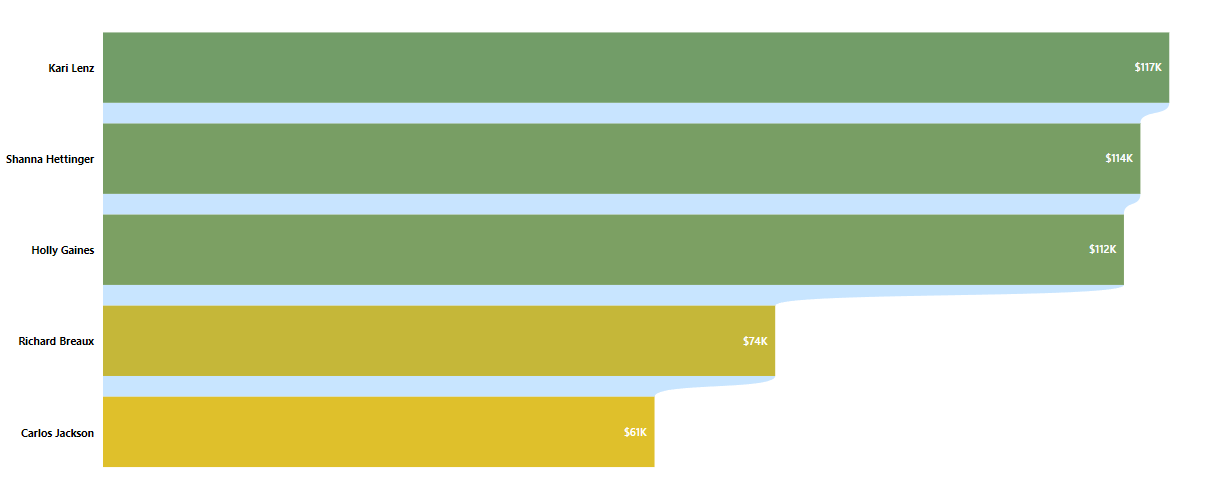 Kari Lenz $117K
Shanna Hettinger $114K
Holly Gaines $112K
Richard Breaux $74K
Carlos Jackson $61K